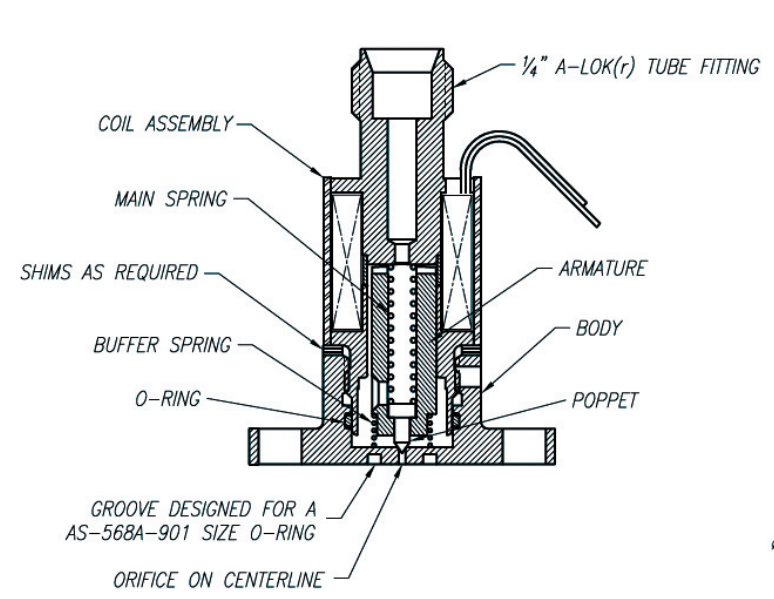 ¼" A-LOK(r) TUBE FITTING
COIL ASSEMBLY
MAIN SPRING
SHIMS AS REQUIRED
ARMATURE
BODY
BUFFER SPRING
O-RING
POPPET
GROOVE DESIGNED FOR A
AS-568A-901 SIZE O-RING
ORIFICE ON CENTERLINE